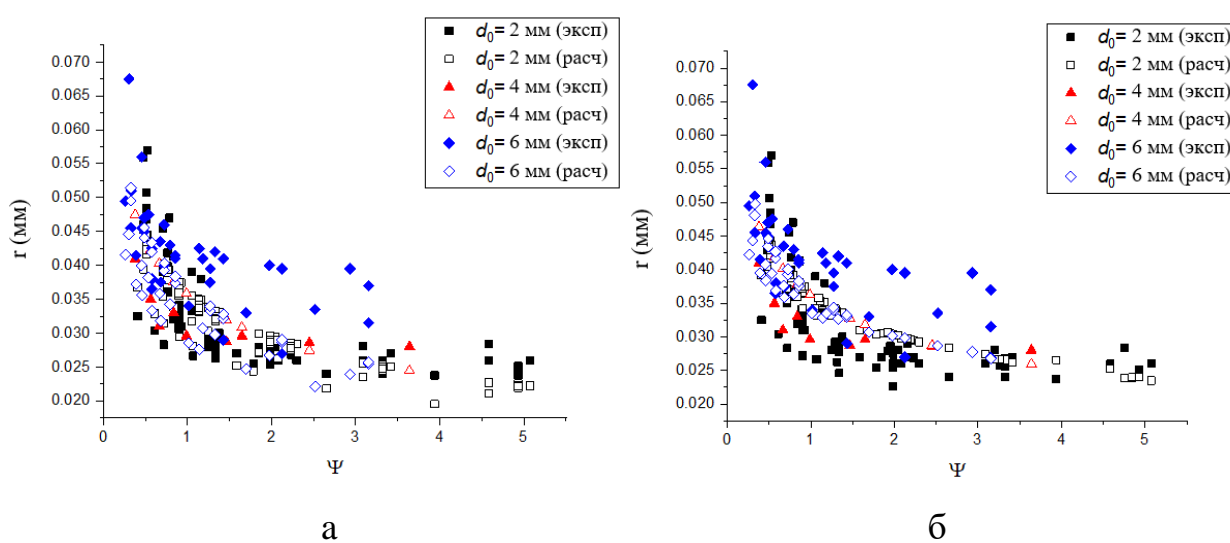 d₀= 2 мм (эксп)
d₀= 2 мм (расч)
d₀= 4 мм (эксп)
d₀= 4 мм (расч)
d₀= 6 мм (эксп)
d₀= 6 мм (расч)
r (мм)
0.070
0.065
0.060
0.055
0.050
0.045
0.040
0.035
0.030
0.025
0.020
0 1 2 3 4 5
Ψ
а
d₀= 2 мм (эксп)
d₀= 2 мм (расч)
d₀= 4 мм (эксп)
d₀= 4 мм (расч)
d₀= 6 мм (эксп)
d₀= 6 мм (расч)
r (мм)
0.070
0.065
0.060
0.055
0.050
0.045
0.040
0.035
0.030
0.025
0.020
0 1 2 3 4 5
Ψ
б